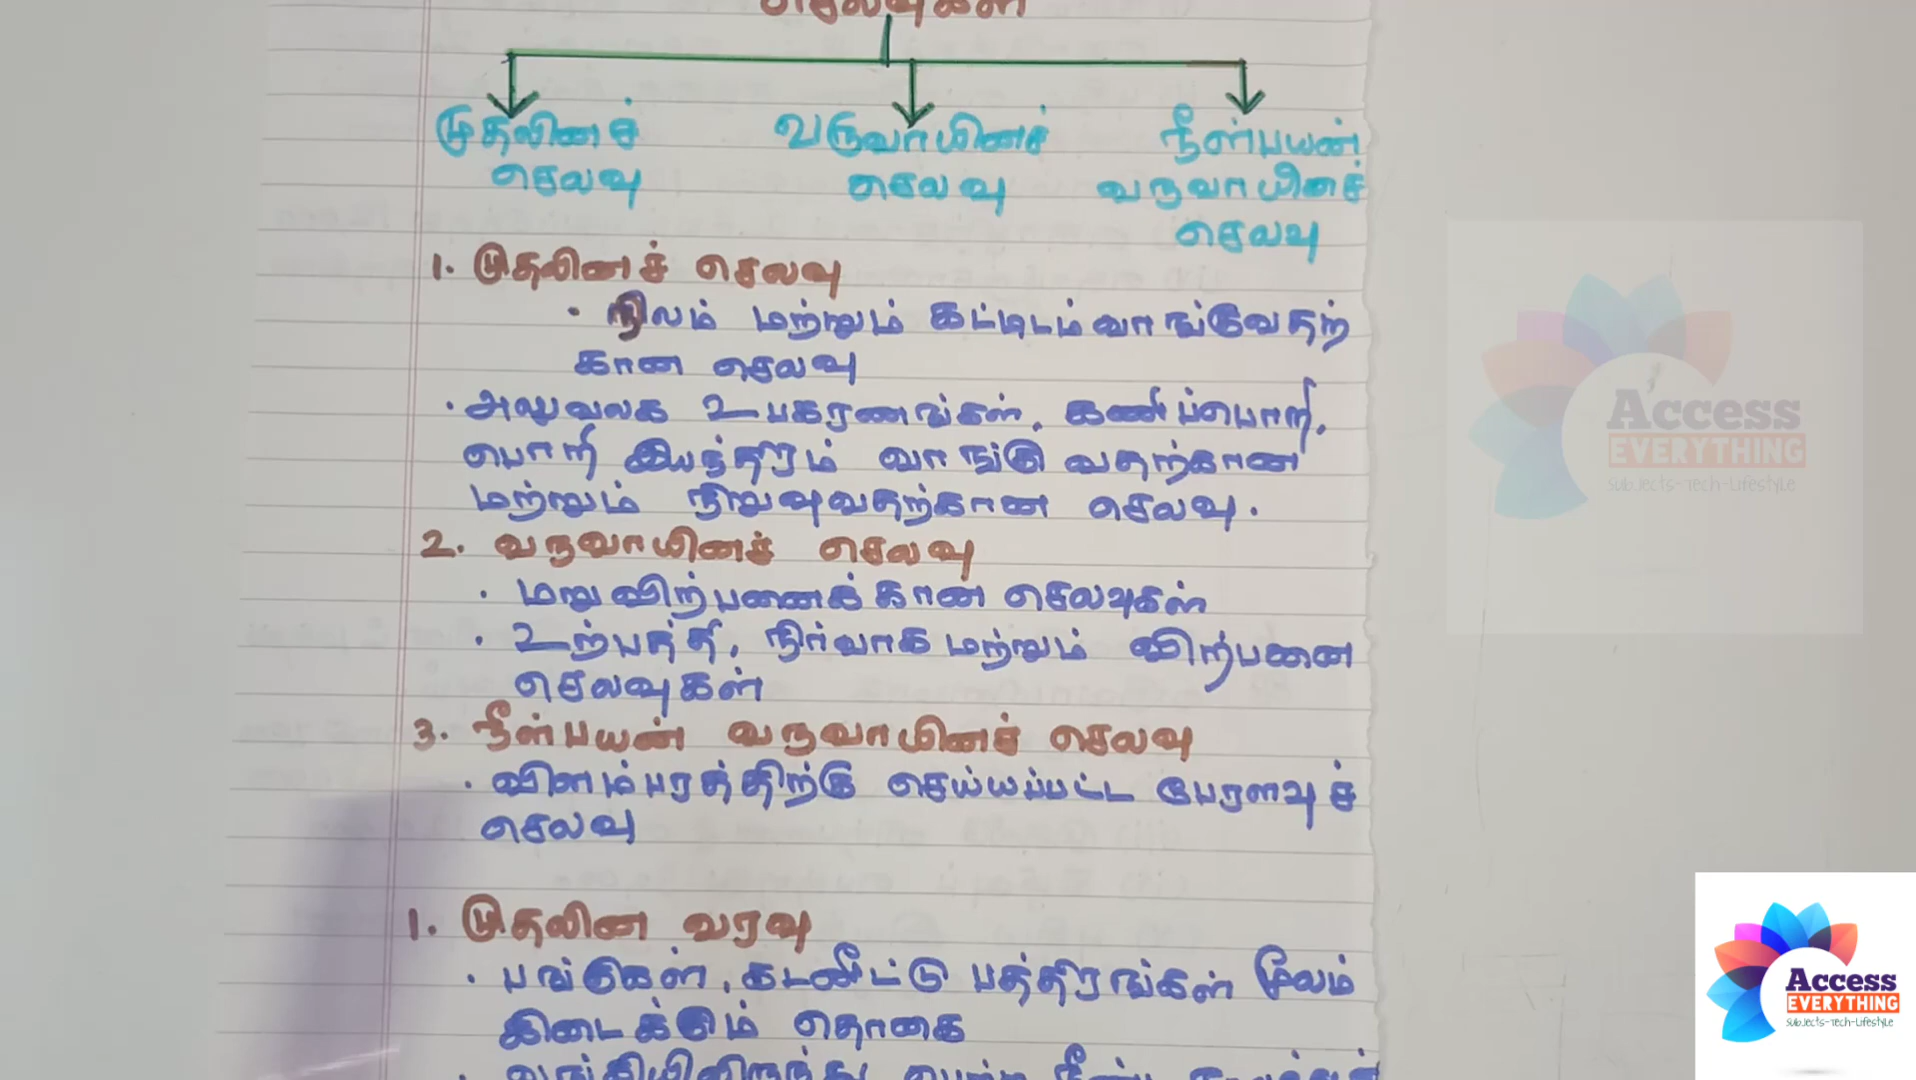 செலவுகள்
முதலினச் வருவாயினச் நீள்பயன்
செலவு செலவு வருவாயினச்
செலவு
1. முதலினச் செலவு
· நிலம் மற்றும் கட்டிடம் வாங்குவதற்
கான செலவு
· அலுவலக உபகரணங்கள், கணிப்பொறி,
பொறி இயந்திரம் வாங்கு வதற்கான
மற்றும் நிறுவுவதற்கான செலவு.
2. வருவாயினச் செலவு
· மறுவிற்பனைக்கான செலவுகள்
· உற்பத்தி, நிர்வாக மற்றும் விற்பனை
செலவுகள்
3. நீள்பயன் வருவாயினச் செலவு
· விளம்பரத்திற்கு செய்யப்பட்ட பேரளவுச்
செலவு
1. முதலின வரவு
· பங்குகள், கடனீட்டு பத்திரங்கள் மூலம்
கிடைக்கும் தொகை
Access
EVERYTHING
subjects-Tech-Lifestyle
Access
EVERYTHING
subjects-Tech-Lifestyle